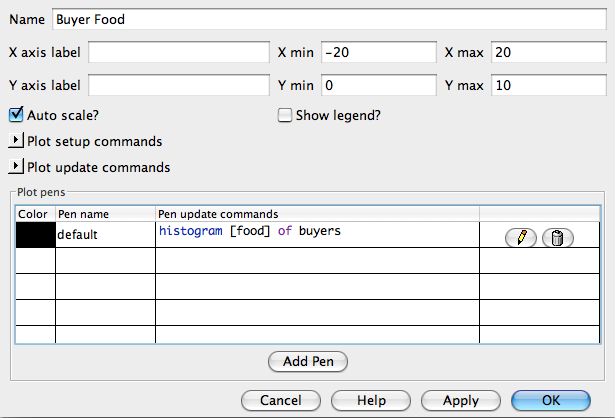 Name Buyer Food
X axis label X min -20 X max 20
Y axis label Y min 0 Y max 10
Auto scale? Show legend?
Plot setup commands
Plot update commands
Plot pens
Color Pen name Pen update commands
default histogram [food] of buyers
Add Pen
Cancel Help Apply OK